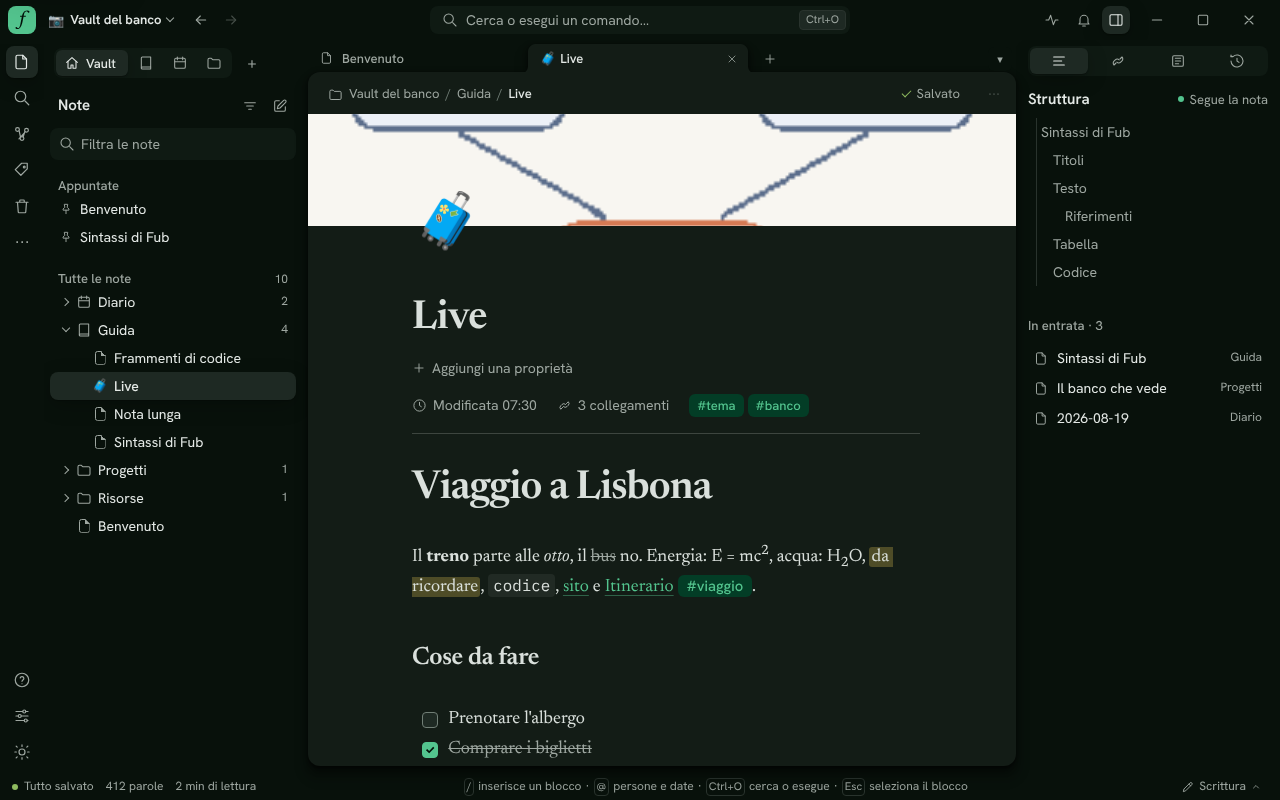 Vault del banco
Cerca o esegui un comando…
Ctrl+O
Vault
Note
Filtra le note
Appuntate
Benvenuto
Sintassi di Fub
Tutte le note 10
Diario 2
Guida 4
Frammenti di codice
Live
Nota lunga
Sintassi di Fub
Progetti 1
Risorse 1
Benvenuto
Benvenuto
Live
Vault del banco / Guida / Live
Salvato
Live
Aggiungi una proprietà
Modificata 07:30
3 collegamenti
#tema
#banco
Viaggio a Lisbona
Il treno parte alle otto, il bus no. Energia: E = mc², acqua: H₂O, da
ricordare, codice, sito e Itinerario #viaggio.
Cose da fare
Prenotare l'albergo
Comprare i biglietti
Struttura
Segue la nota
Sintassi di Fub
Titoli
Testo
Riferimenti
Tabella
Codice
In entrata · 3
Sintassi di Fub Guida
Il banco che vede Progetti
2026-08-19 Diario
Tutto salvato 412 parole 2 min di lettura
/ inserisce un blocco · @ persone e date · Ctrl+O cerca o esegue · Esc seleziona il blocco
Scrittura